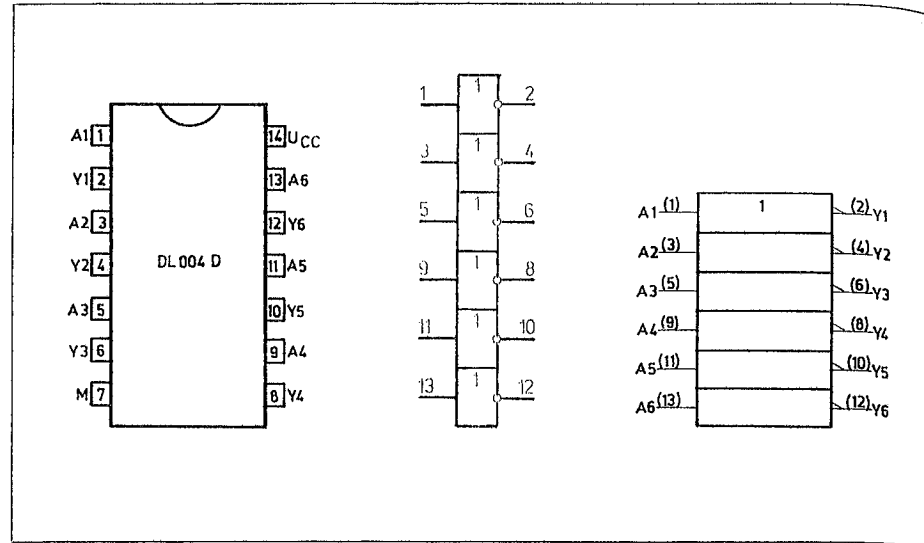 A1 1 14 UCC
Y1 2 13 A6
A2 3 12 Y6
Y2 4 11 A5
DL 004 D
A3 5 10 Y5
Y3 6 9 A4
M 7 8 Y4
1 1 2
3 1 4
5 1 6
9 1 8
11 1 10
13 1 12
A1 (1) 1 (2) Y1
A2 (3) (4) Y2
A3 (5) (6) Y3
A4 (9) (8) Y4
A5 (11) (10) Y5
A6 (13) (12) Y6